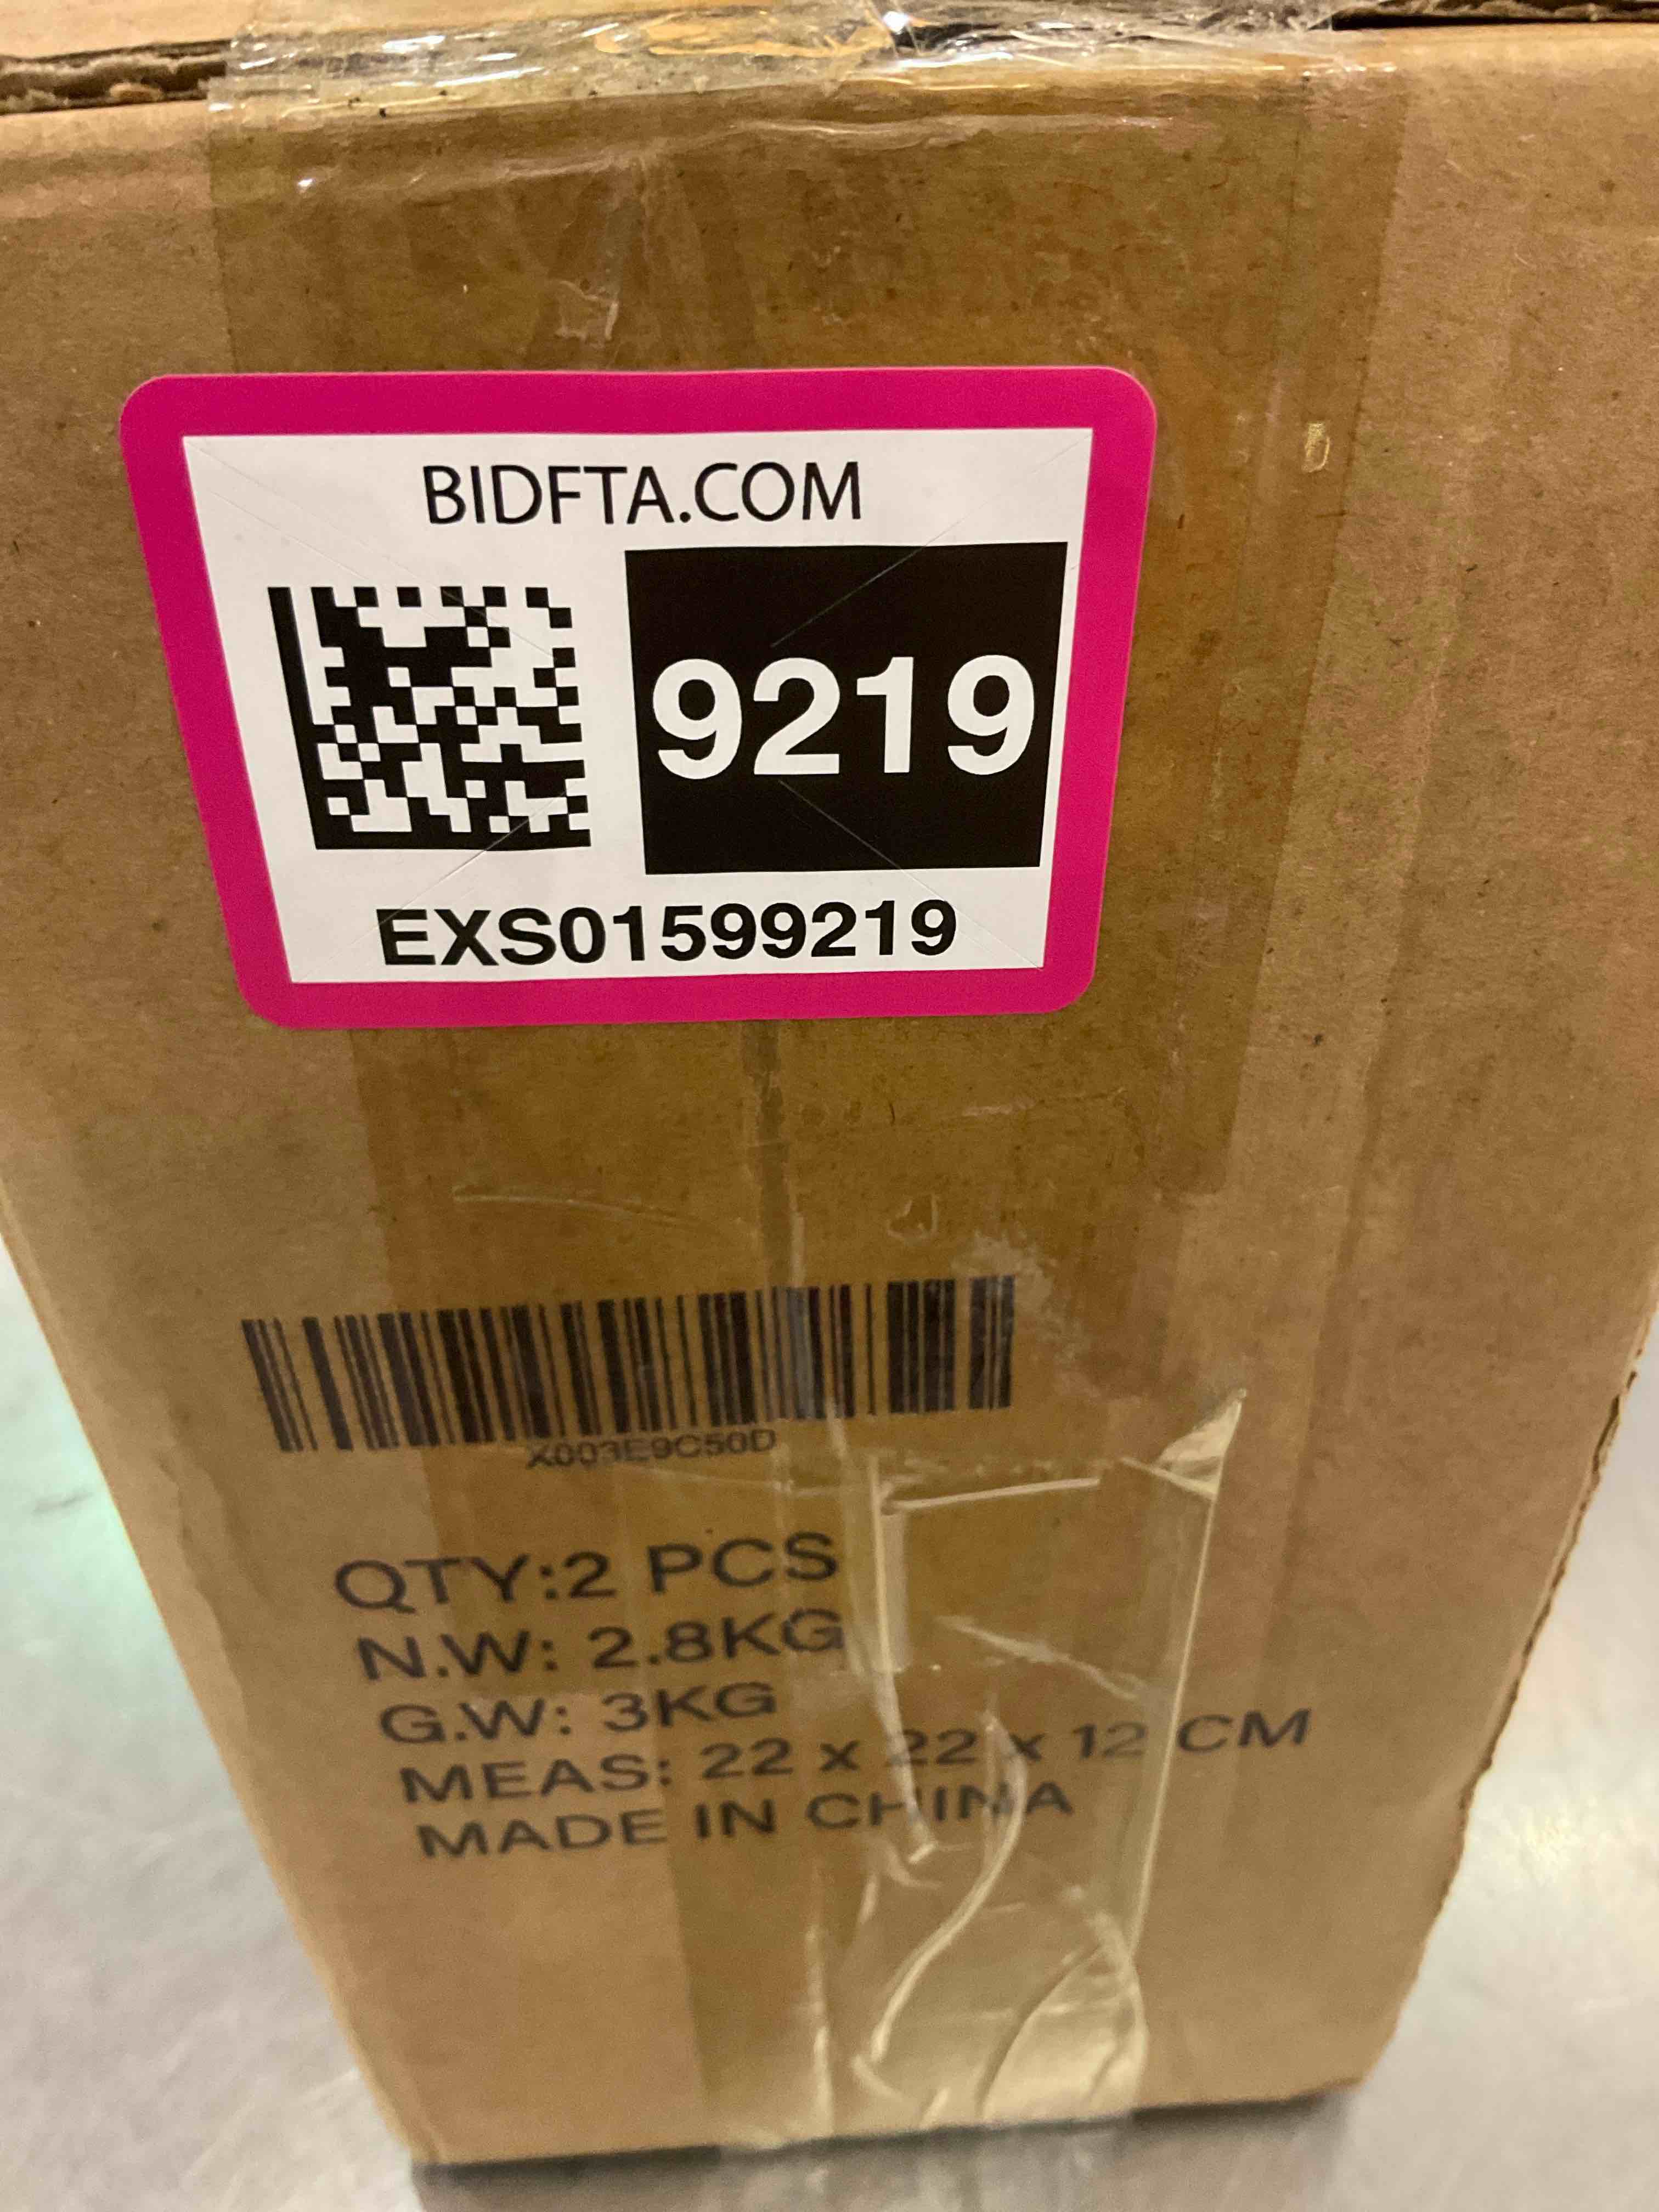 BIDFTA.COM
9219
EXS01599219
X003E9C50D
QTY:2 PCS
N.W: 2.8KG
G.W: 3KG
MEAS: 22 x 22 x 12 CM
MADE IN CHINA